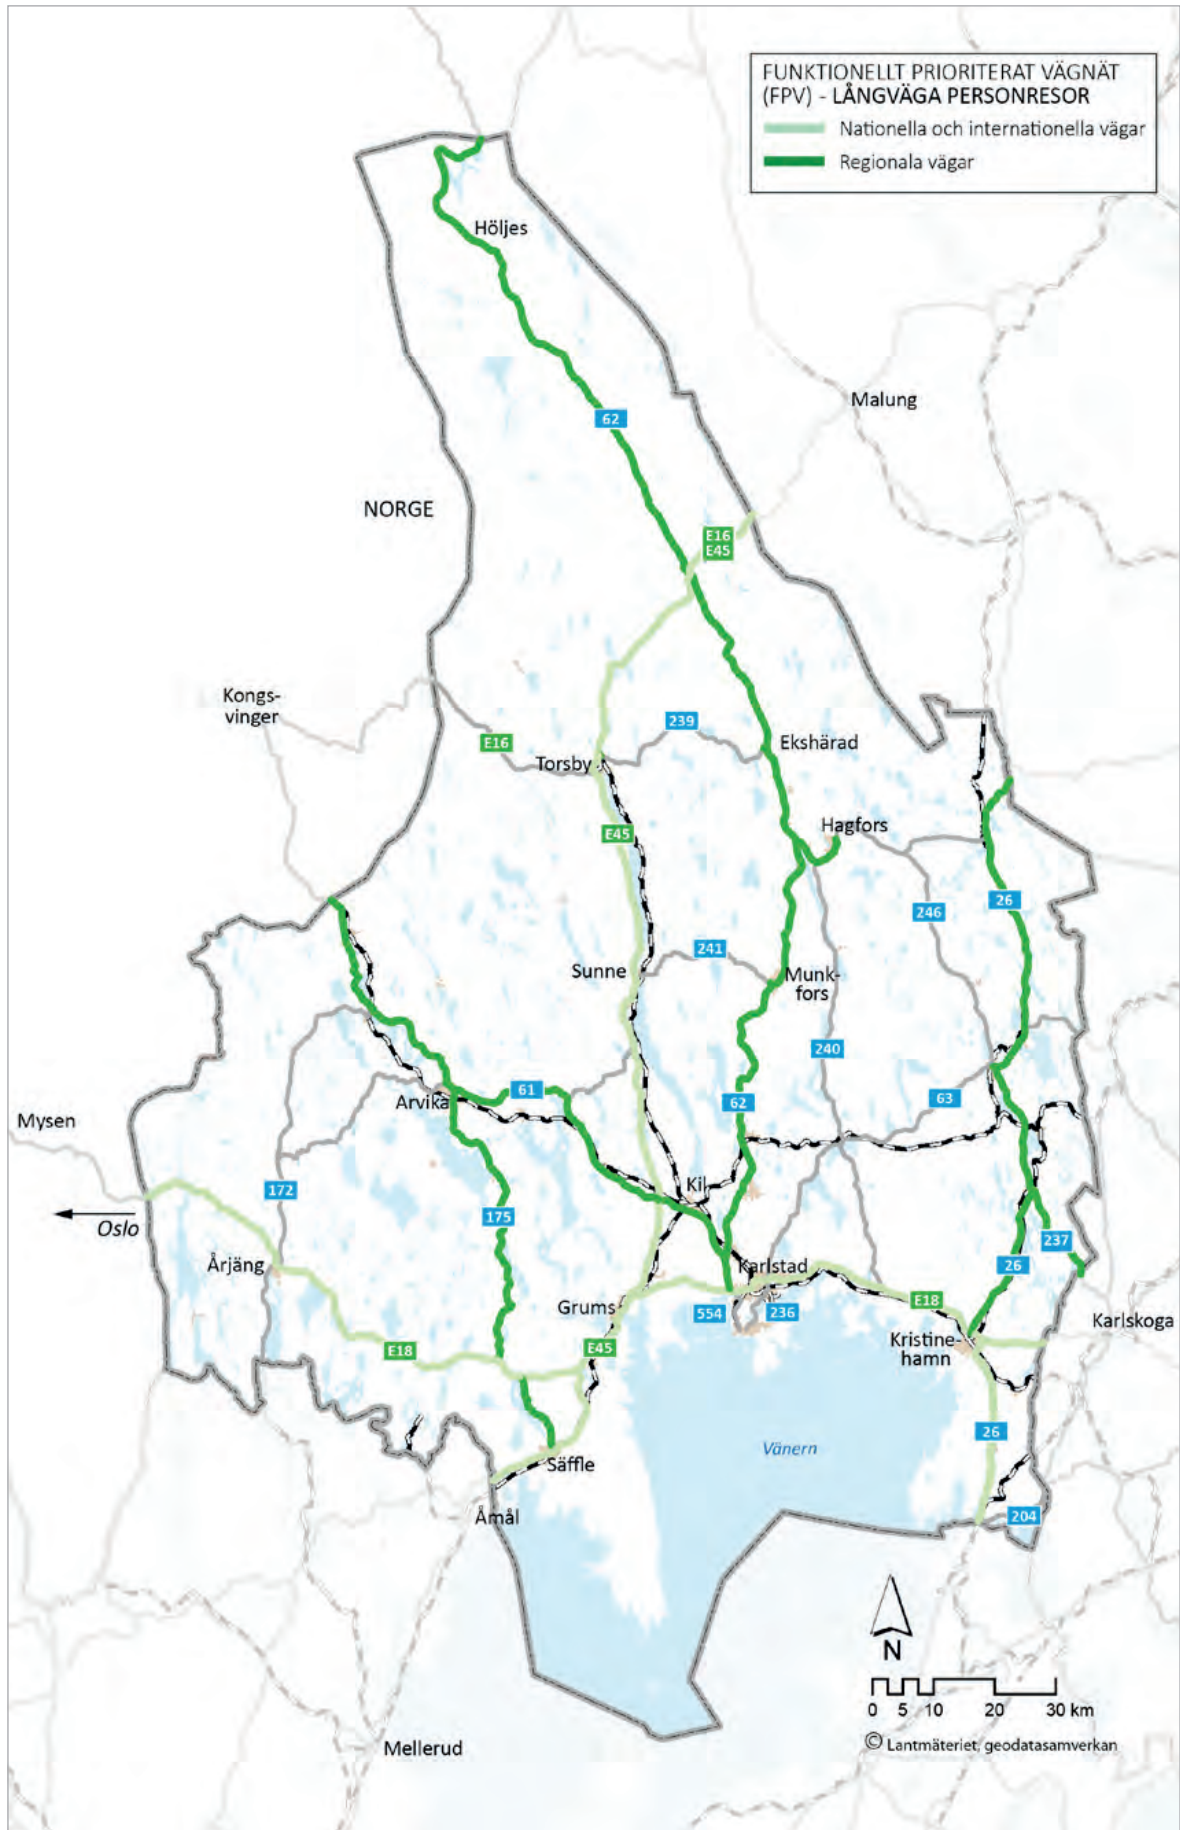 FUNKTIONELLT PRIORITERAT VÄGNÄT
(FPV) - LÅNGVÄGA PERSONRESOR
Nationella och internationella vägar
Regionala vägar
Höljes
Malung
62
NORGE
E16
E45
Kongs-
vinger
239
E16
Ekshärad
Torsby
E45
Hagfors
26
246
241
Sunne
Munk-
fors
240
61
63
Arvika
62
Mysen
Kil
172
175
Oslo
237
Årjäng
Karlstad
26
Grums
554
236
E18
Karlskoga
Kristine-
hamn
E18
E45
26
Vänern
Säffle
Åmål
204
N
0 5 10 20 30 km
Mellerud
© Lantmäteriet, geodatasamverkan